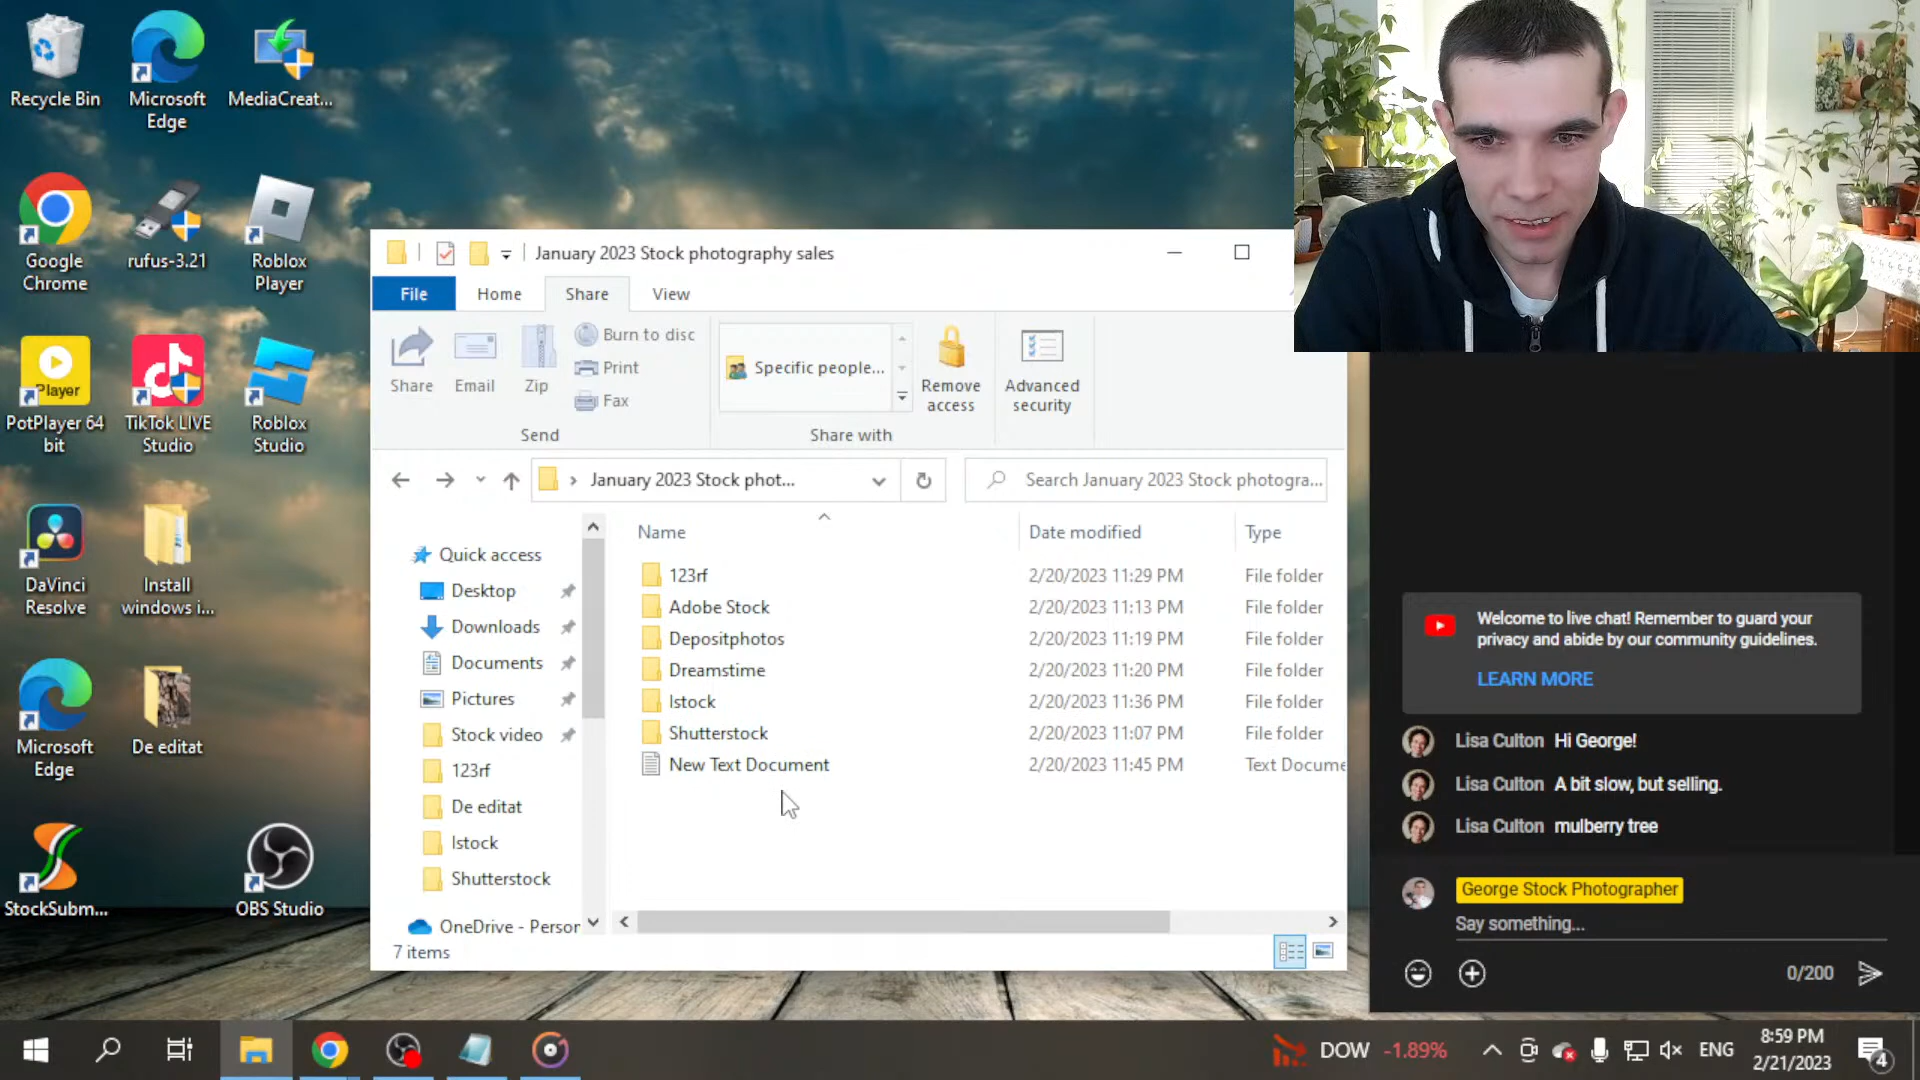 Recycle Bin
Microsoft Edge
MediaCreat...
Google Chrome
rufus-3.21
Roblox Player
Player
PotPlayer 64 bit
TikTok LIVE Studio
Roblox Studio
DaVinci Resolve
Install windows i...
Microsoft Edge
De editat
StockSubm...
OBS Studio
January 2023 Stock photography sales
File
Home
Share
View
Share
Email
Zip
Burn to disc
Print
Fax
Send
Specific people...
Remove access
Share with
Advanced security
January 2023 Stock phot...
Search January 2023 Stock photogra...
Quick access
Desktop
Downloads
Documents
Pictures
Stock video
123rf
De editat
Istock
Shutterstock
OneDrive - Person
Name
Date modified
Type
123rf 2/20/2023 11:29 PM File folder
Adobe Stock 2/20/2023 11:13 PM File folder
Depositphotos 2/20/2023 11:19 PM File folder
Dreamstime 2/20/2023 11:20 PM File folder
Istock 2/20/2023 11:36 PM File folder
Shutterstock 2/20/2023 11:07 PM File folder
New Text Document 2/20/2023 11:45 PM Text Docume
7 items
Welcome to live chat! Remember to guard your
privacy and abide by our community guidelines.
LEARN MORE
Lisa Culton Hi George!
Lisa Culton A bit slow, but selling.
Lisa Culton mulberry tree
George Stock Photographer
Say something...
0/200
DOW -1.89%
ENG
8:59 PM
2/21/2023
4